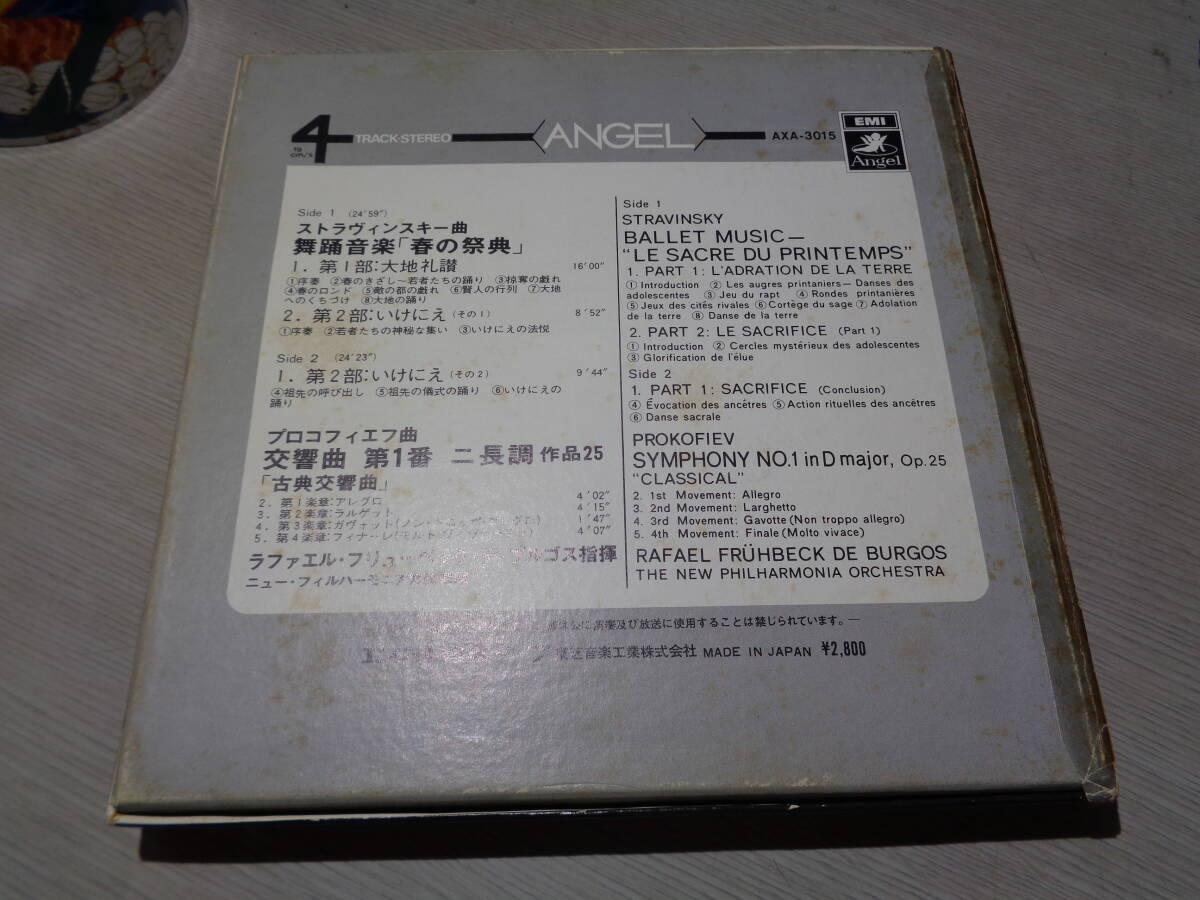 4 TRACK-STEREO ANGEL AXA-3015
19 cm/s
EMI
Angel
Side 1 (24′59″)
ストラヴィンスキー曲
舞踊音楽「春の祭典」
1. 第1部:大地礼讃 16′00″
①序奏 ②春のきざし〜若者たちの踊り ③掠奪の戯れ
④春のロンド ⑤敵の都の戯れ ⑥賢人の行列 ⑦大地
へのくちづけ ⑧大地の踊り
2. 第2部:いけにえ(その1) 8′52″
①序奏 ②若者たちの神秘な集い ③いけにえの法悦
Side 2 (24′23″)
1. 第2部:いけにえ(その2) 9′44″
④祖先の呼び出し ⑤祖先の儀式の踊り ⑥いけにえの
踊り
プロコフィエフ曲
交響曲 第1番 ニ長調 作品25
「古典交響曲」
2. 第1楽章:アレグロ 4′02″
3. 第2楽章:ラルゲット 4′15″
4. 第3楽章:ガヴォット 1′47″
5. 第4楽章:フィナーレ 4′07″
ラファエル・フリュ ルゴス指揮
ニュー・フィルハーモニア
Side 1
STRAVINSKY
BALLET MUSIC—
"LE SACRE DU PRINTEMPS"
1. PART 1: L'ADRATION DE LA TERRE
① Introduction ② Les augres printaniers— Danses des
adolescentes ③ Jeu du rapt ④ Rondes printanières
⑤ Jeux des cités rivales ⑥ Cortège du sage ⑦ Adolation
de la terre ⑧ Danse de la terre
2. PART 2: LE SACRIFICE (Part 1)
① Introduction ② Cercles mystérieux des adolescentes
③ Glorification de l'élue
Side 2
1. PART 1: SACRIFICE (Conclusion)
④ Évocation des ancêtres ⑤ Action rituelles des ancêtres
⑥ Danse sacrale
PROKOFIEV
SYMPHONY NO.1 in D major, Op.25
"CLASSICAL"
2. 1st Movement: Allegro
3. 2nd Movement: Larghetto
4. 3rd Movement: Gavotte (Non troppo allegro)
5. 4th Movement: Finale (Molto vivace)
RAFAEL FRÜHBECK DE BURGOS
THE NEW PHILHARMONIA ORCHESTRA
及び放送に使用することは禁じられています。—
音楽工業株式会社 MADE IN JAPAN ¥2,800